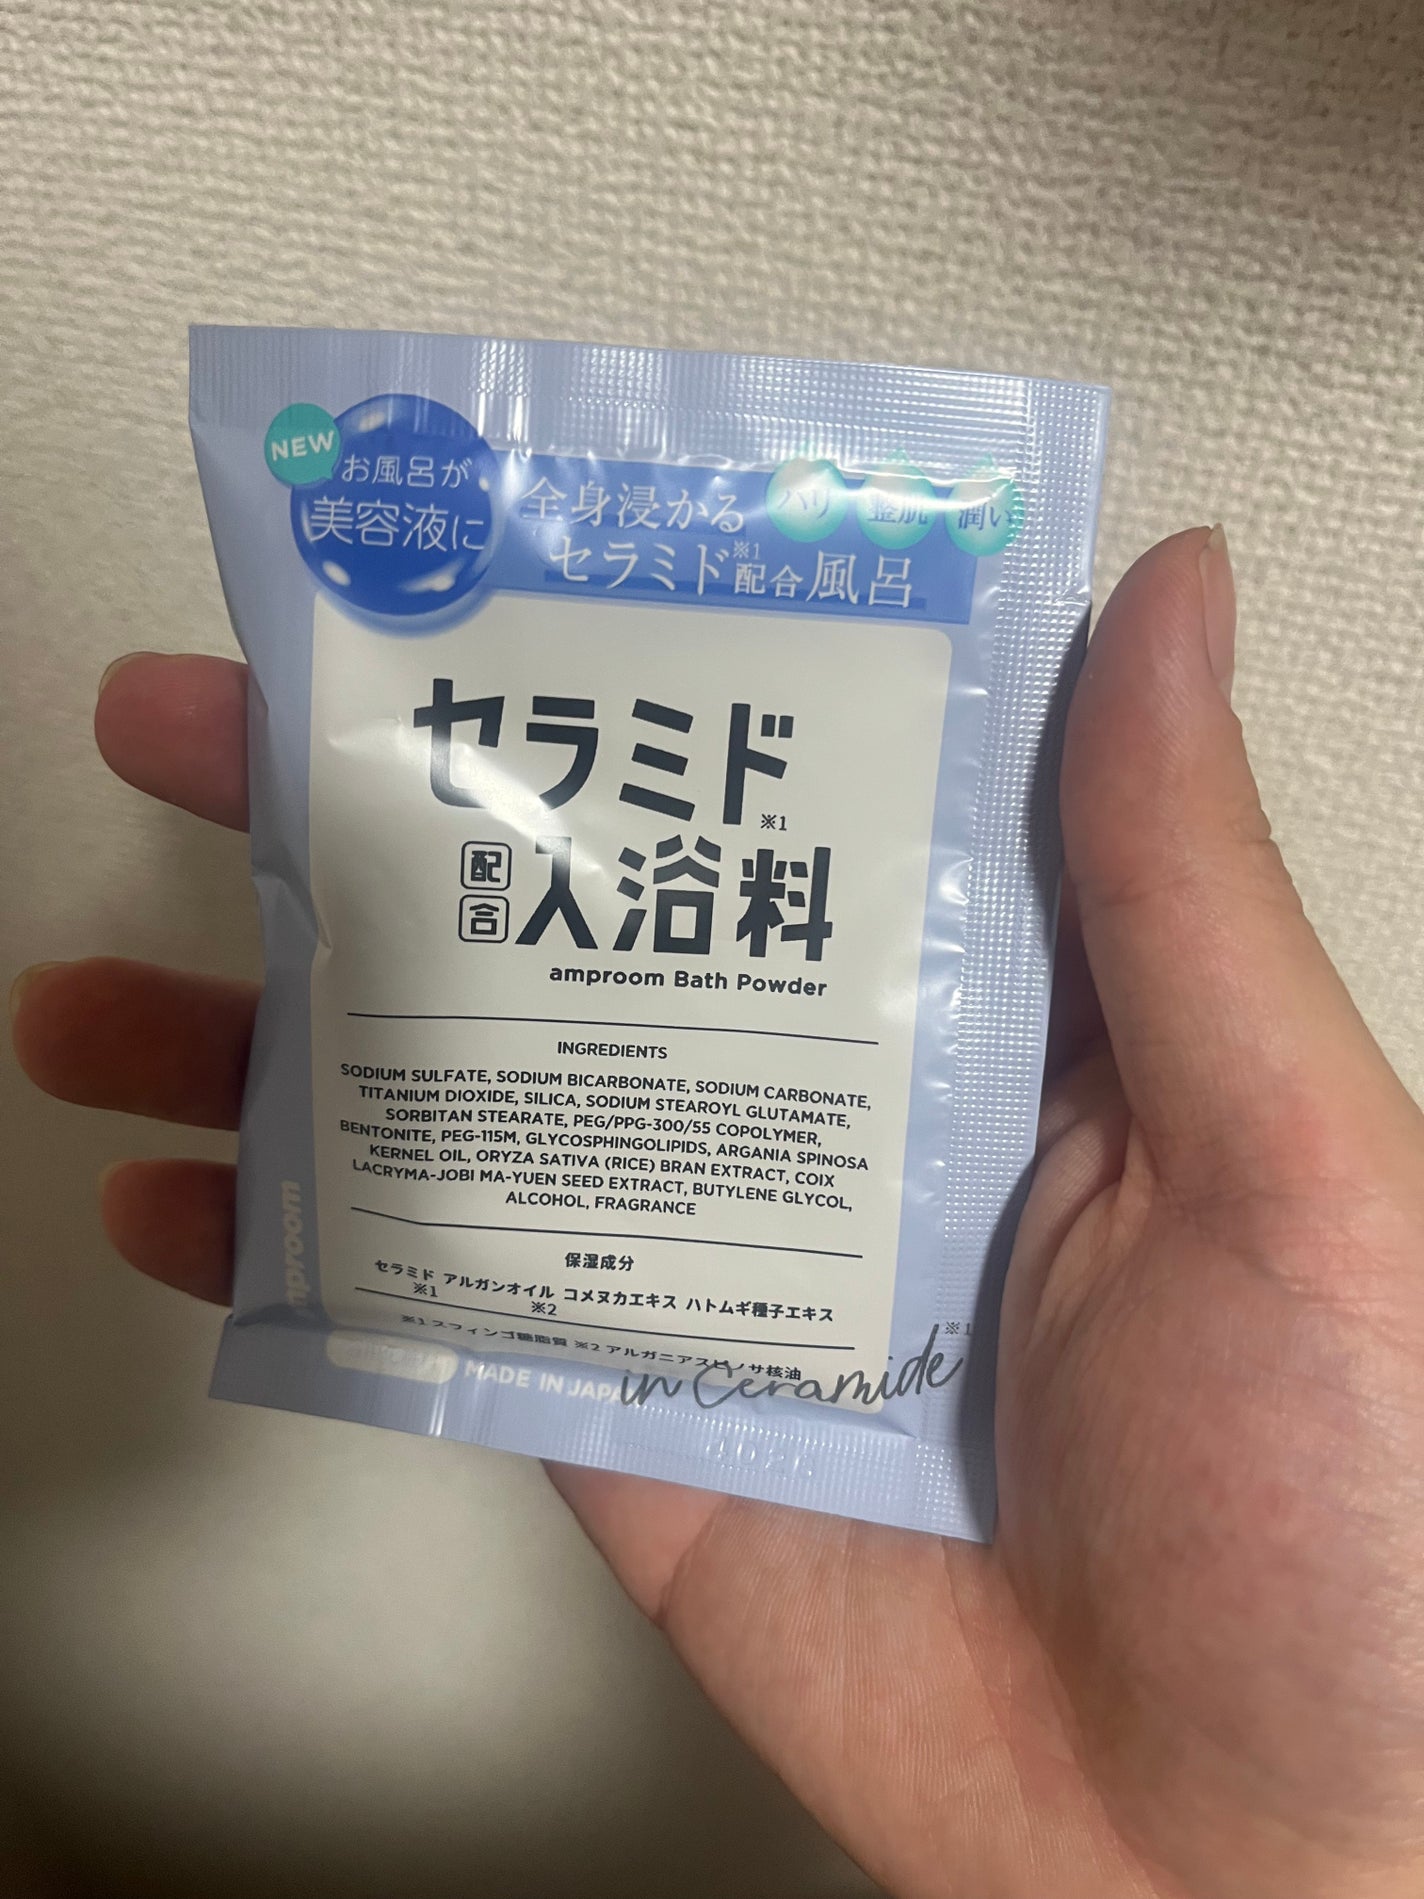 NEW
お風呂が
美容液に
全身浸かる
セラミド※1配合風呂
ハリ 整肌 潤い
セラミド※1
配合 入浴料
amproom Bath Powder
INGREDIENTS
SODIUM SULFATE, SODIUM BICARBONATE, SODIUM CARBONATE,
TITANIUM DIOXIDE, SILICA, SODIUM STEAROYL GLUTAMATE,
SORBITAN STEARATE, PEG/PPG-300/55 COPOLYMER,
BENTONITE, PEG-115M, GLYCOSPHINGOLIPIDS, ARGANIA SPINOSA
KERNEL OIL, ORYZA SATIVA (RICE) BRAN EXTRACT, COIX
LACRYMA-JOBI MA-YUEN SEED EXTRACT, BUTYLENE GLYCOL,
ALCOHOL, FRAGRANCE
保湿成分
セラミド アルガンオイル コメヌカエキス ハトムギ種子エキス
※1 ※2
※1 スフィンゴ糖脂質 ※2 アルガニアスピノサ核油
MADE IN JAPA
in Ceramide※1
mproom